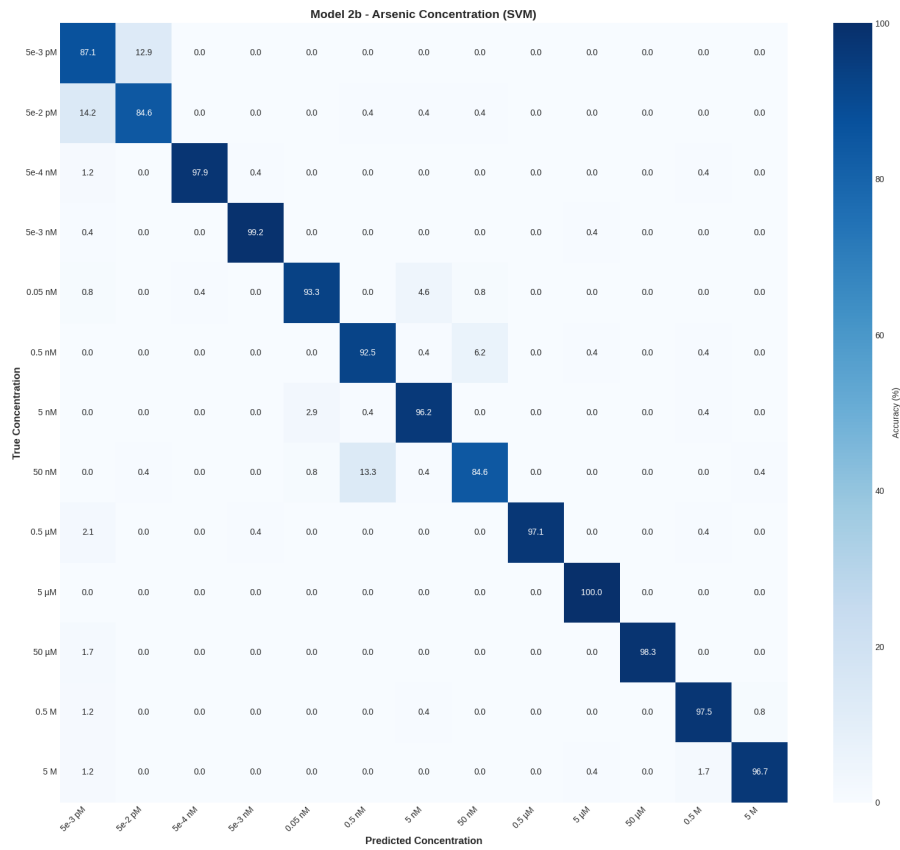 Model 2b - Arsenic Concentration (SVM)
5e-3 pM 87.1 12.9 0.0 0.0 0.0 0.0 0.0 0.0 0.0 0.0 0.0 0.0 0.0
5e-2 pM 14.2 84.6 0.0 0.0 0.0 0.4 0.4 0.4 0.0 0.0 0.0 0.0 0.0
5e-4 nM 1.2 0.0 97.9 0.4 0.0 0.0 0.0 0.0 0.0 0.0 0.0 0.4 0.0
5e-3 nM 0.4 0.0 0.0 99.2 0.0 0.0 0.0 0.0 0.0 0.4 0.0 0.0 0.0
0.05 nM 0.8 0.0 0.4 0.0 93.3 0.0 4.6 0.8 0.0 0.0 0.0 0.0 0.0
0.5 nM 0.0 0.0 0.0 0.0 0.0 92.5 0.4 6.2 0.0 0.4 0.0 0.4 0.0
5 nM 0.0 0.0 0.0 0.0 2.9 0.4 96.2 0.0 0.0 0.0 0.0 0.4 0.0
50 nM 0.0 0.4 0.0 0.0 0.8 13.3 0.4 84.6 0.0 0.0 0.0 0.0 0.4
0.5 µM 2.1 0.0 0.0 0.4 0.0 0.0 0.0 0.0 97.1 0.0 0.0 0.4 0.0
5 µM 0.0 0.0 0.0 0.0 0.0 0.0 0.0 0.0 0.0 100.0 0.0 0.0 0.0
50 µM 1.7 0.0 0.0 0.0 0.0 0.0 0.0 0.0 0.0 0.0 98.3 0.0 0.0
0.5 M 1.2 0.0 0.0 0.0 0.0 0.0 0.4 0.0 0.0 0.0 0.0 97.5 0.8
5 M 1.2 0.0 0.0 0.0 0.0 0.0 0.0 0.0 0.0 0.4 0.0 1.7 96.7
5e-3 pM 5e-2 pM 5e-4 nM 5e-3 nM 0.05 nM 0.5 nM 5 nM 50 nM 0.5 µM 5 µM 50 µM 0.5 M 5 M
Predicted Concentration
True Concentration
100
80
60
40
20
0
Accuracy (%)